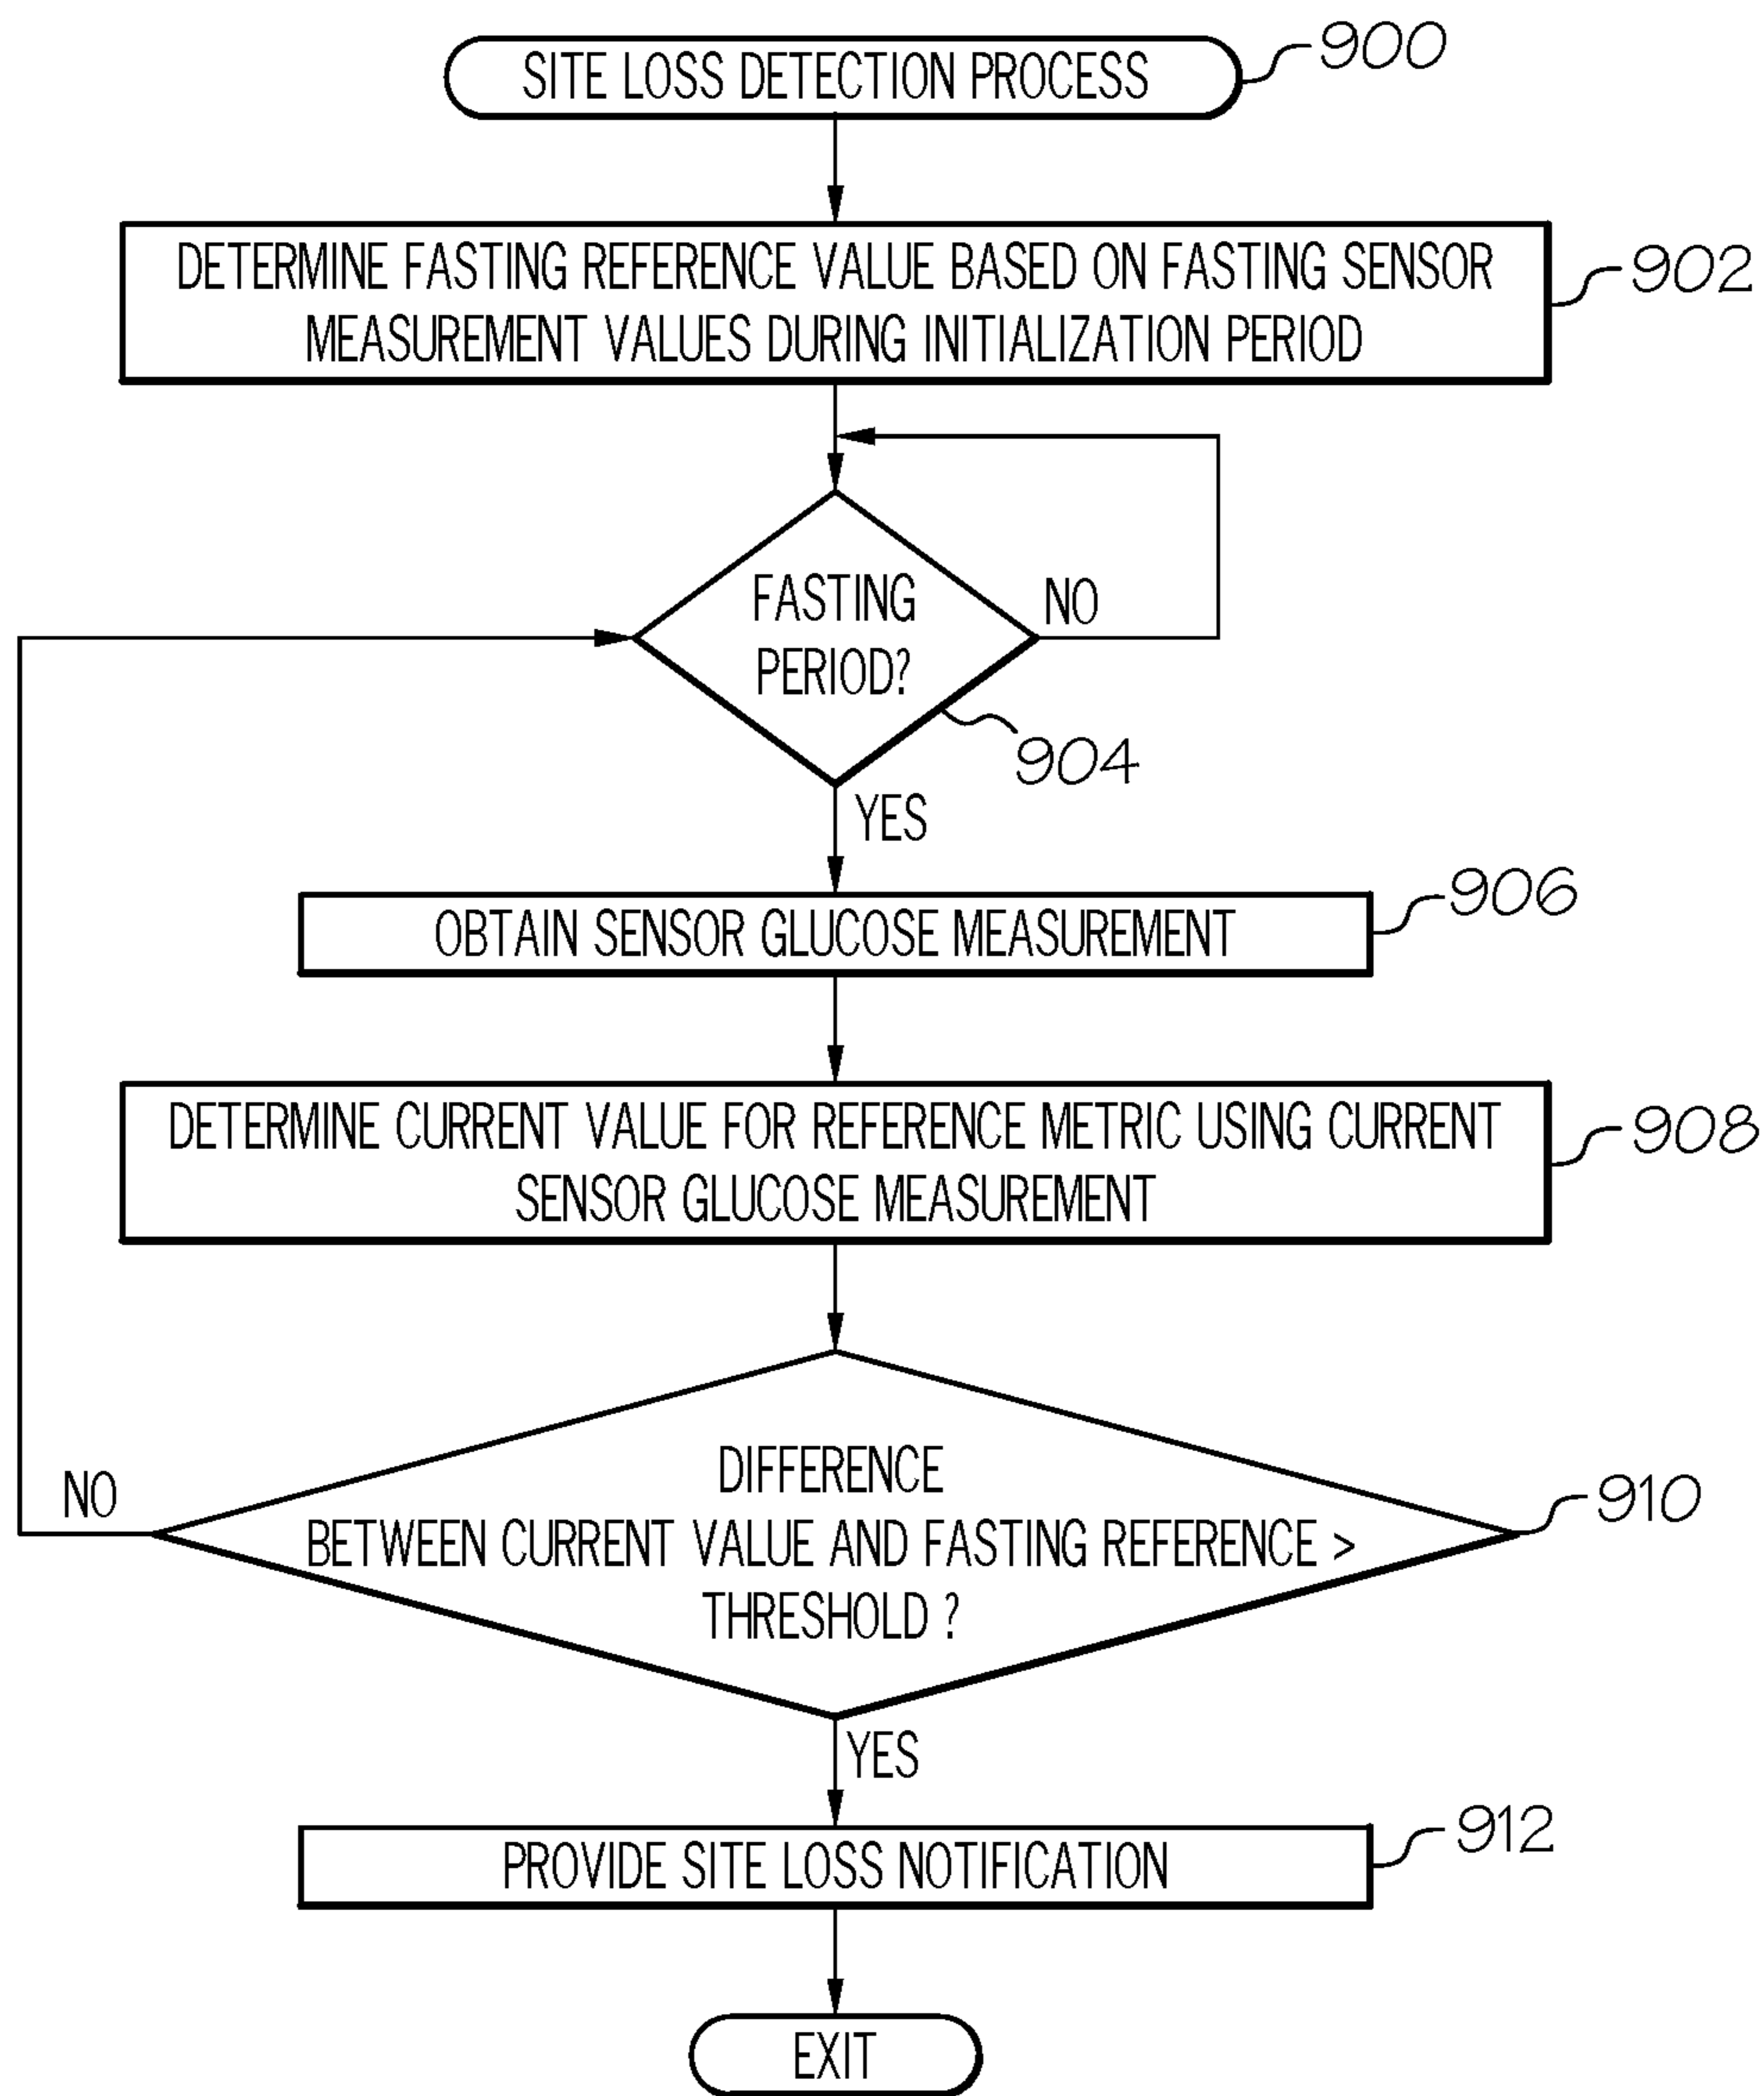 SITE LOSS DETECTION PROCESS
900
DETERMINE FASTING REFERENCE VALUE BASED ON FASTING SENSOR
MEASUREMENT VALUES DURING INITIALIZATION PERIOD
902
FASTING
PERIOD?
NO
904
YES
OBTAIN SENSOR GLUCOSE MEASUREMENT
906
DETERMINE CURRENT VALUE FOR REFERENCE METRIC USING CURRENT
SENSOR GLUCOSE MEASUREMENT
908
DIFFERENCE
BETWEEN CURRENT VALUE AND FASTING REFERENCE >
THRESHOLD ?
NO
910
YES
PROVIDE SITE LOSS NOTIFICATION
912
EXIT